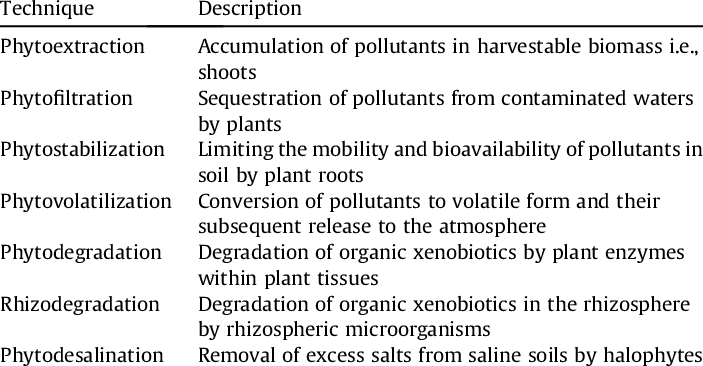 Technique Description
Phytoextraction Accumulation of pollutants in harvestable biomass i.e.,
shoots
Phytofiltration Sequestration of pollutants from contaminated waters
by plants
Phytostabilization Limiting the mobility and bioavailability of pollutants in
soil by plant roots
Phytovolatilization Conversion of pollutants to volatile form and their
subsequent release to the atmosphere
Phytodegradation Degradation of organic xenobiotics by plant enzymes
within plant tissues
Rhizodegradation Degradation of organic xenobiotics in the rhizosphere
by rhizospheric microorganisms
Phytodesalination Removal of excess salts from saline soils by halophytes